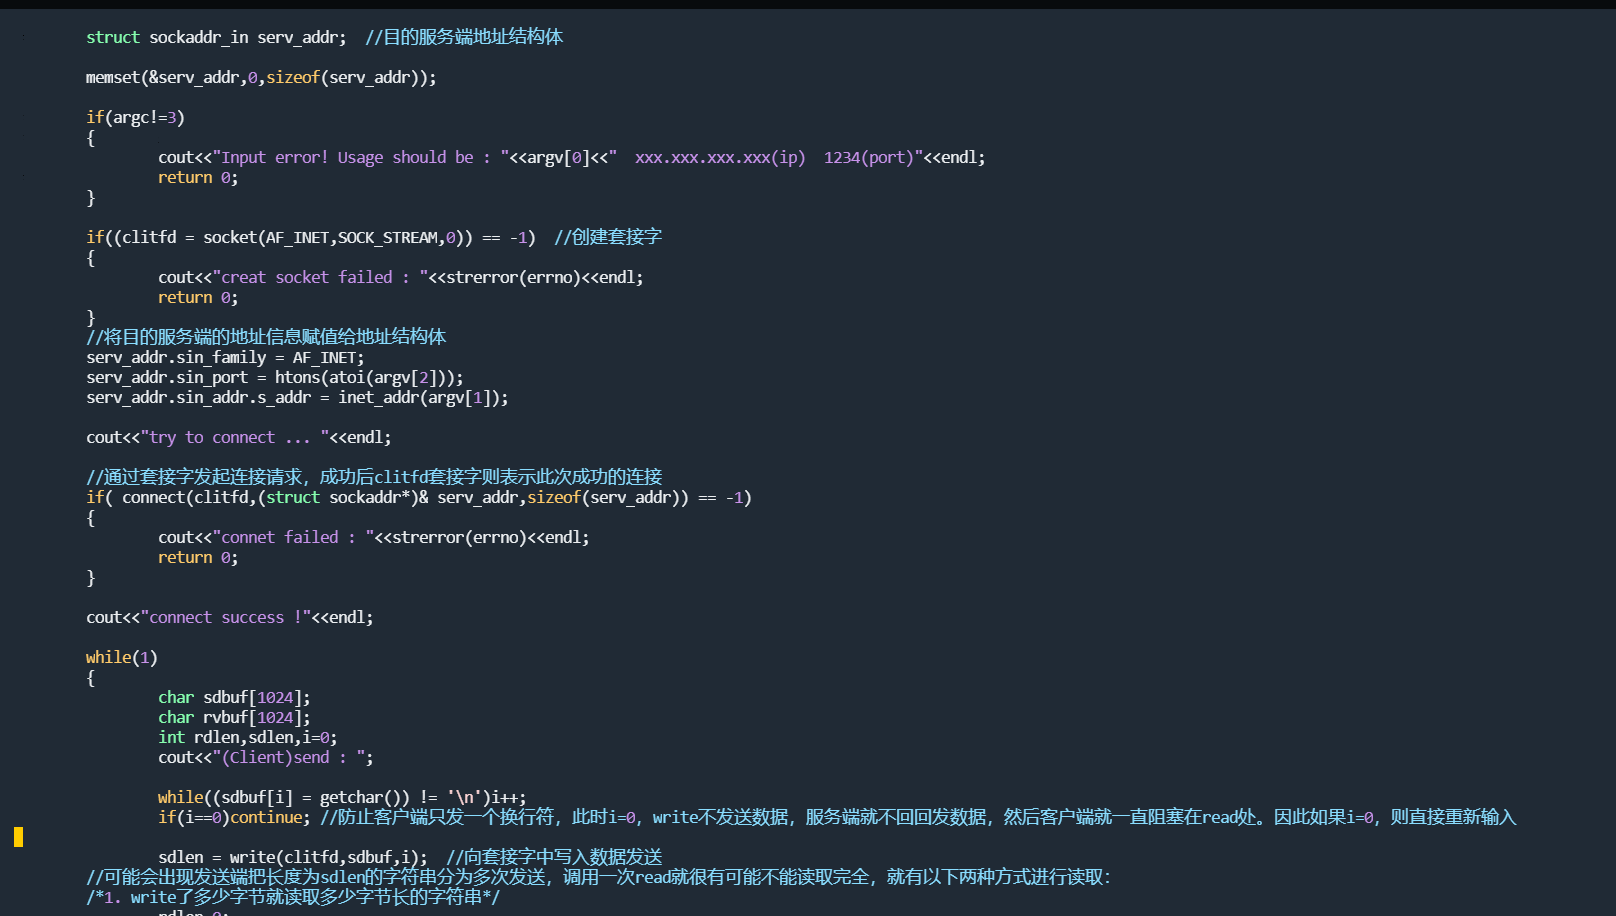 struct sockaddr_in serv_addr;  //目的服务端地址结构体
memset(&serv_addr,0,sizeof(serv_addr));
if(argc!=3)
{
cout<<"Input error! Usage should be : "<<argv[0]<<"  xxx.xxx.xxx.xxx(ip)  1234(port)"<<endl;
return 0;
}
if((clitfd = socket(AF_INET,SOCK_STREAM,0)) == -1)  //创建套接字
{
cout<<"creat socket failed : "<<strerror(errno)<<endl;
return 0;
}
//将目的服务端的地址信息赋值给地址结构体
serv_addr.sin_family = AF_INET;
serv_addr.sin_port = htons(atoi(argv[2]));
serv_addr.sin_addr.s_addr = inet_addr(argv[1]);
cout<<"try to connect ... "<<endl;
//通过套接字发起连接请求，成功后clitfd套接字则表示此次成功的连接
if( connect(clitfd,(struct sockaddr*)& serv_addr,sizeof(serv_addr)) == -1)
{
cout<<"connet failed : "<<strerror(errno)<<endl;
return 0;
}
cout<<"connect success !"<<endl;
while(1)
{
char sdbuf[1024];
char rvbuf[1024];
int rdlen,sdlen,i=0;
cout<<"(Client)send : ";
while((sdbuf[i] = getchar()) != '\n')i++;
if(i==0)continue; //防止客户端只发一个换行符，此时i=0，write不发送数据，服务端就不回回发数据，然后客户端就一直阻塞在read处。因此如果i=0，则直接重新输入
sdlen = write(clitfd,sdbuf,i);  //向套接字中写入数据发送
//可能会出现发送端把长度为sdlen的字符串分为多次发送，调用一次read就很有可能不能读取完全，就有以下两种方式进行读取：
/*1. write了多少字节就读取多少字节长的字符串*/